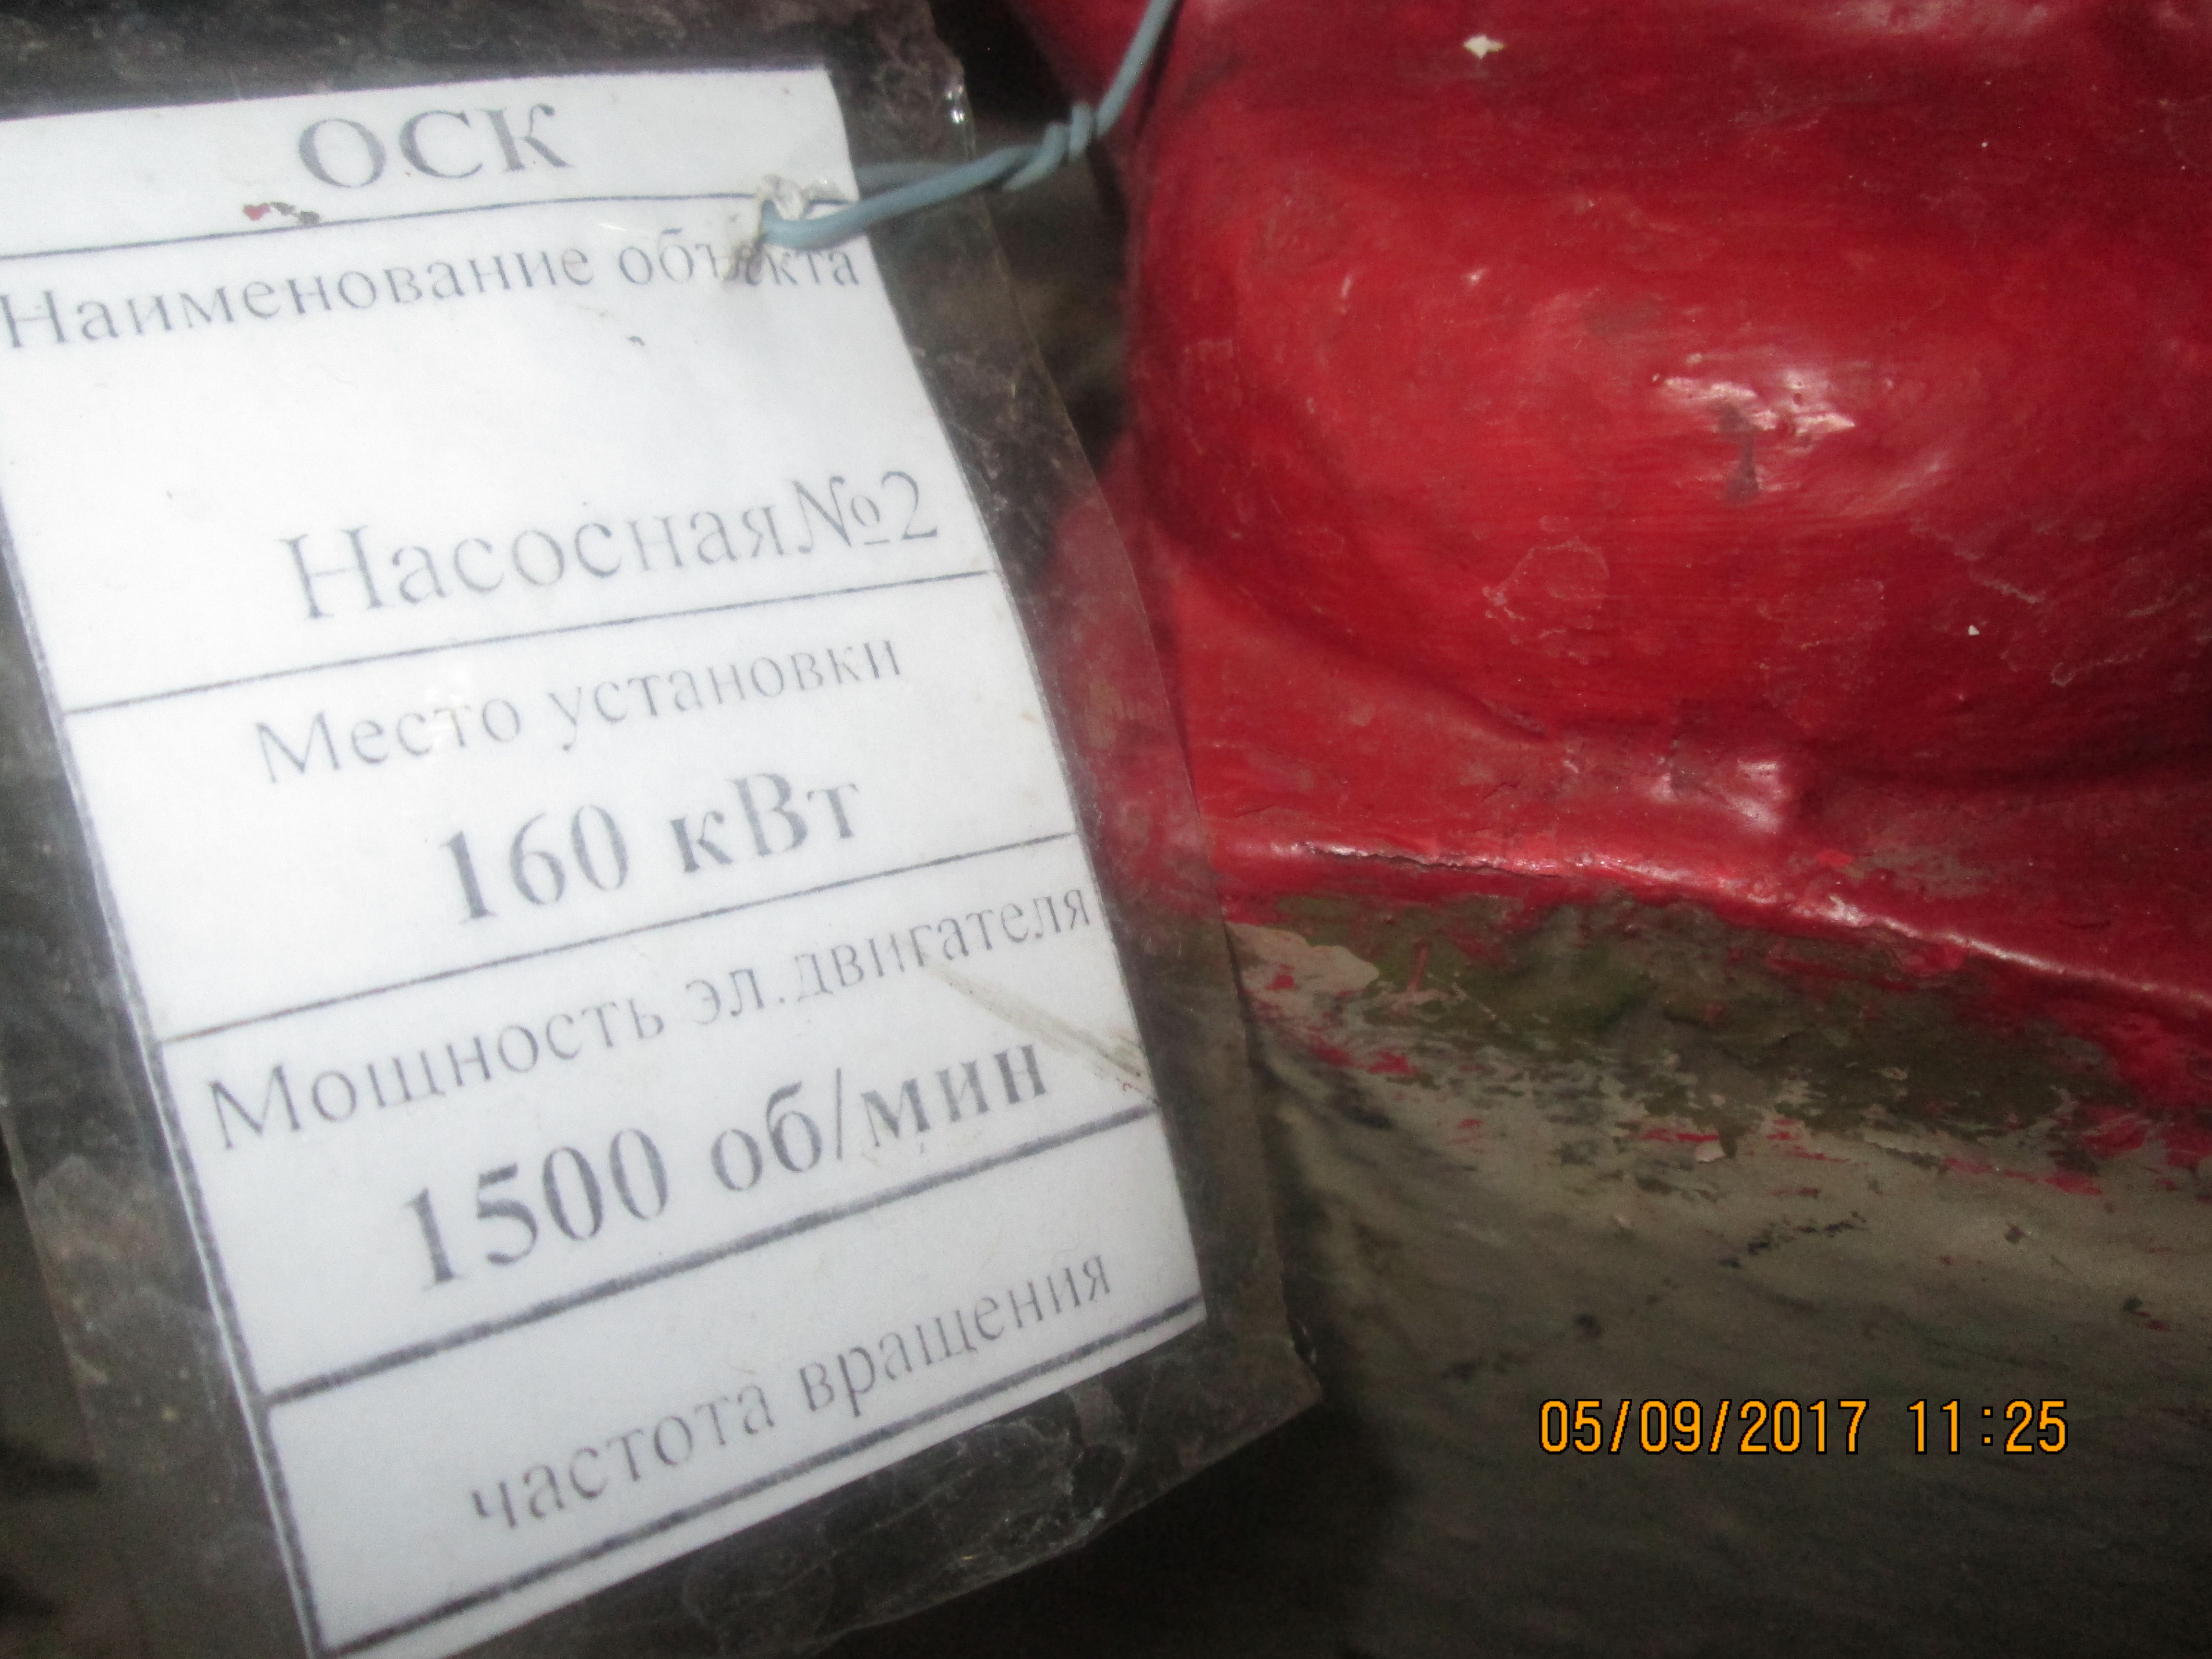 ОСК
Наименование объекта
Насосная№2
Место установки
160 кВт
Мощность эл.двигателя
1500 об/мин
частота вращения
05/09/2017 11:25